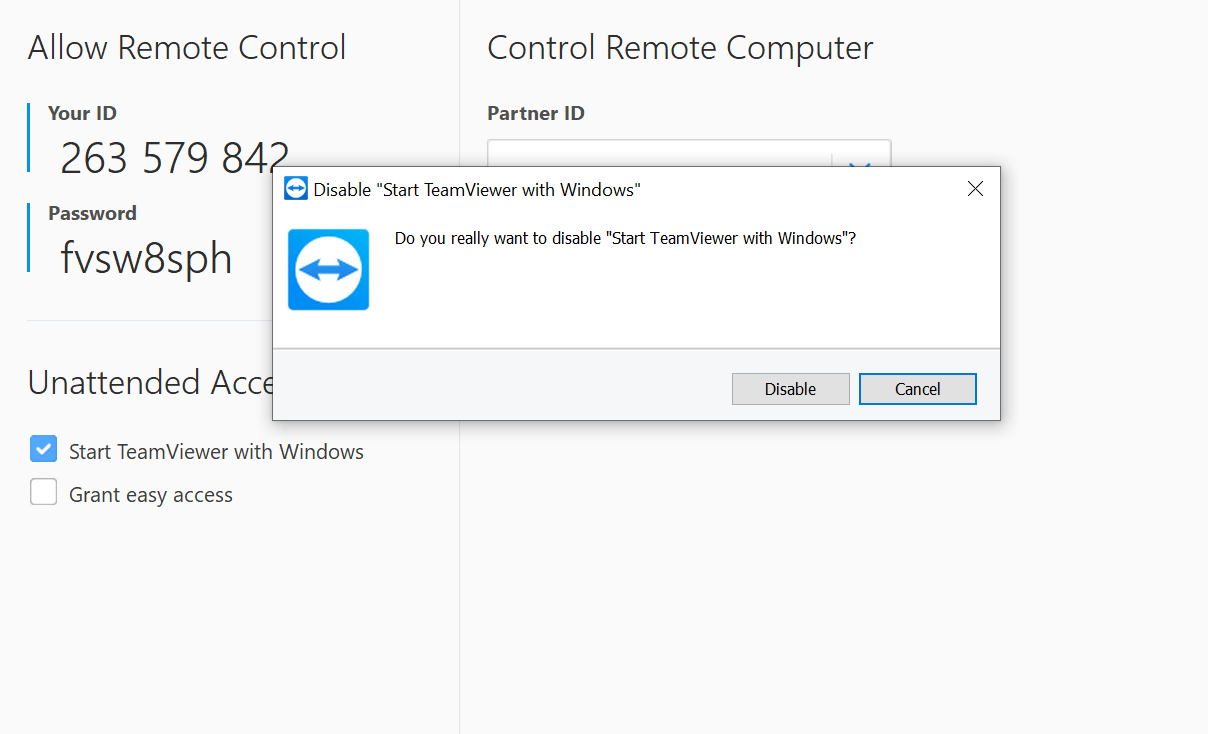 Allow Remote Control
Your ID
263 579 842
Password
fvsw8sph
Unattended Acce
Start TeamViewer with Windows
Grant easy access
Control Remote Computer
Partner ID
Disable "Start TeamViewer with Windows"
Do you really want to disable "Start TeamViewer with Windows"?
Disable
Cancel